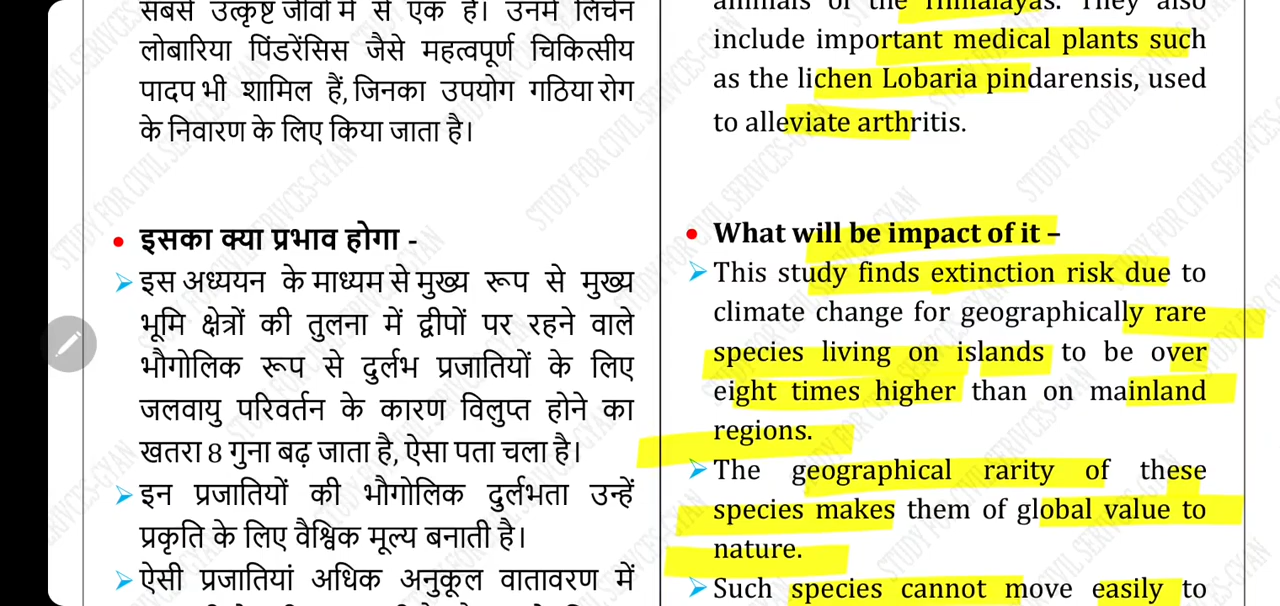 सबसे उत्कृष्ट जीवों में से एक हैं। उनमें लिचेन
लोबारिया पिंडरेंसिस जैसे महत्वपूर्ण चिकित्सीय
पादप भी शामिल हैं, जिनका उपयोग गठिया रोग
के निवारण के लिए किया जाता है।
• इसका क्या प्रभाव होगा -
➤ इस अध्ययन के माध्यम से मुख्य रूप से मुख्य
भूमि क्षेत्रों की तुलना में द्वीपों पर रहने वाले
भौगोलिक रूप से दुर्लभ प्रजातियों के लिए
जलवायु परिवर्तन के कारण विलुप्त होने का
खतरा 8 गुना बढ़ जाता है, ऐसा पता चला है।
➤ इन प्रजातियों की भौगोलिक दुर्लभता उन्हें
प्रकृति के लिए वैश्विक मूल्य बनाती है।
➤ ऐसी प्रजातियां अधिक अनुकूल वातावरण में
animals of the Himalayas. They also
include important medical plants such
as the lichen Lobaria pindarensis, used
to alleviate arthritis.
• What will be impact of it –
➤ This study finds extinction risk due to
climate change for geographically rare
species living on islands to be over
eight times higher than on mainland
regions.
➤ The geographical rarity of these
species makes them of global value to
nature.
➤ Such species cannot move easily to
STUDY FOR CIVIL SERIVICES-GYAN